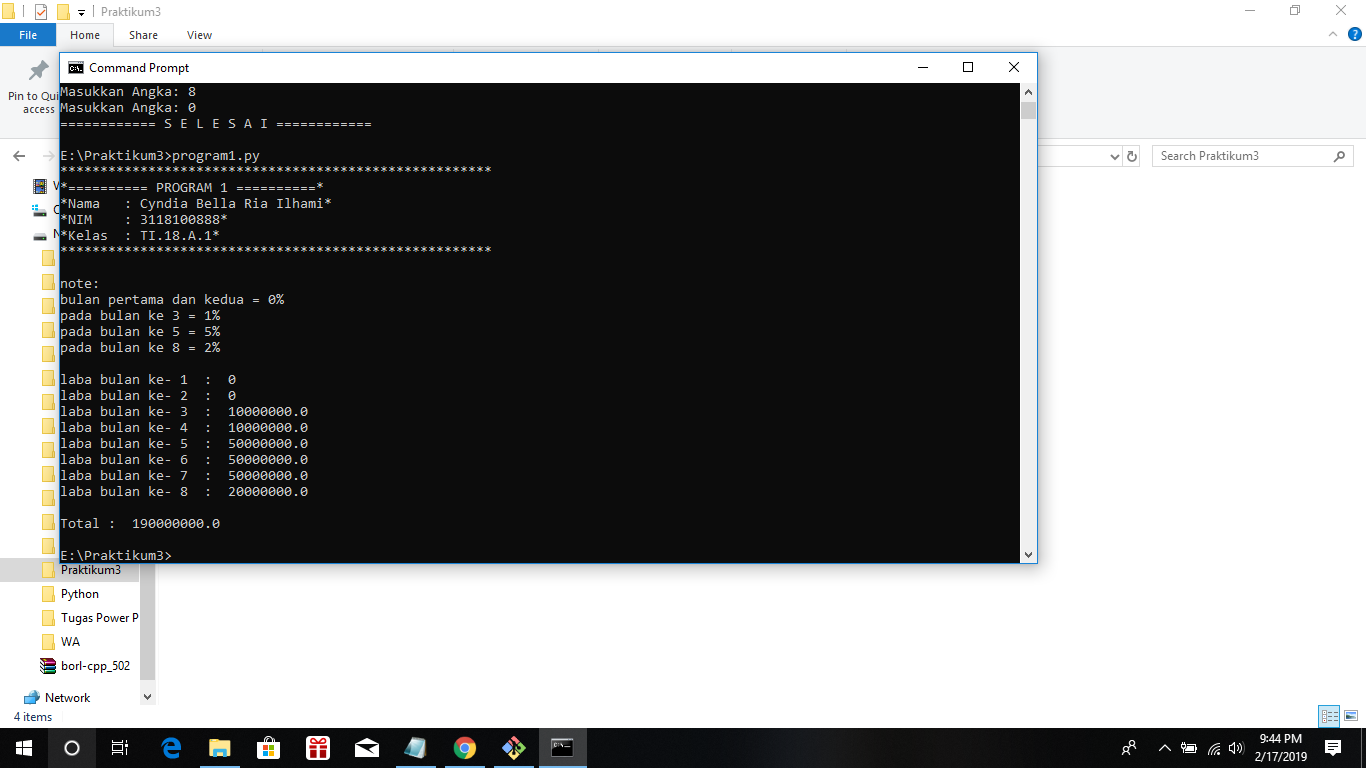 Praktikum3
File Home Share View
Command Prompt
Pin to Qui
access
Masukkan Angka: 8
Masukkan Angka: 0
============ S E L E S A I ============
E:\Praktikum3>program1.py
******************************************************
*========== PROGRAM 1 ==========*
*Nama   : Cyndia Bella Ria Ilhami*
*NIM    : 3118100888*
*Kelas  : TI.18.A.1*
******************************************************
note:
bulan pertama dan kedua = 0%
pada bulan ke 3 = 1%
pada bulan ke 5 = 5%
pada bulan ke 8 = 2%
laba bulan ke- 1  :  0
laba bulan ke- 2  :  0
laba bulan ke- 3  :  10000000.0
laba bulan ke- 4  :  10000000.0
laba bulan ke- 5  :  50000000.0
laba bulan ke- 6  :  50000000.0
laba bulan ke- 7  :  50000000.0
laba bulan ke- 8  :  20000000.0
Total :  190000000.0
E:\Praktikum3>
Search Praktikum3
Praktikum3
Python
Tugas Power P
WA
borl-cpp_502
Network
4 items
9:44 PM
2/17/2019